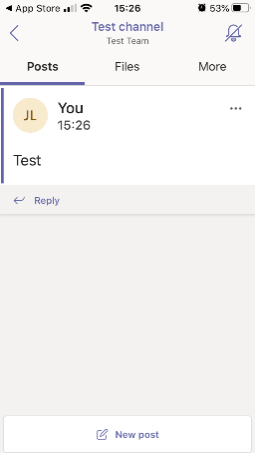 App Store 15:26 53%
Test channel
Test Team
Posts Files More
JL You
15:26
Test
Reply
New post